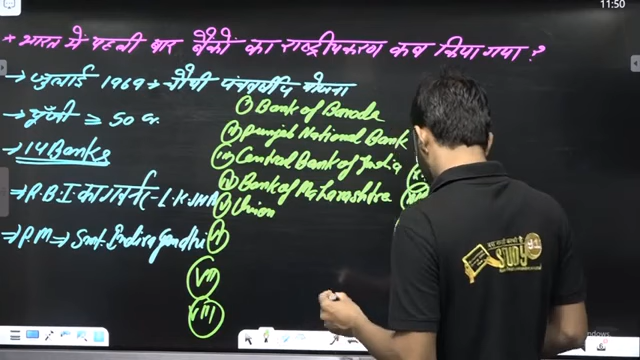 11:50
* भारत में पहली बार बैंकों का राष्ट्रीयकरण कब किया गया ?
→ जुलाई 1969 → चौथी पंचवर्षीय योजना
→ पूँजी ≥ 50 cr.
→ 14 Banks
→ R.B.I. का गवर्नर - L.K.JHA
→ P.M → Smt. Indira Gandhi
(i) Bank of Baroda
(ii) Punjab National Bank
(iii) Central Bank of India
(iv) Bank of Maharashtra
(v) Union
(vi)
(vii)
(viii)
STUDY 91